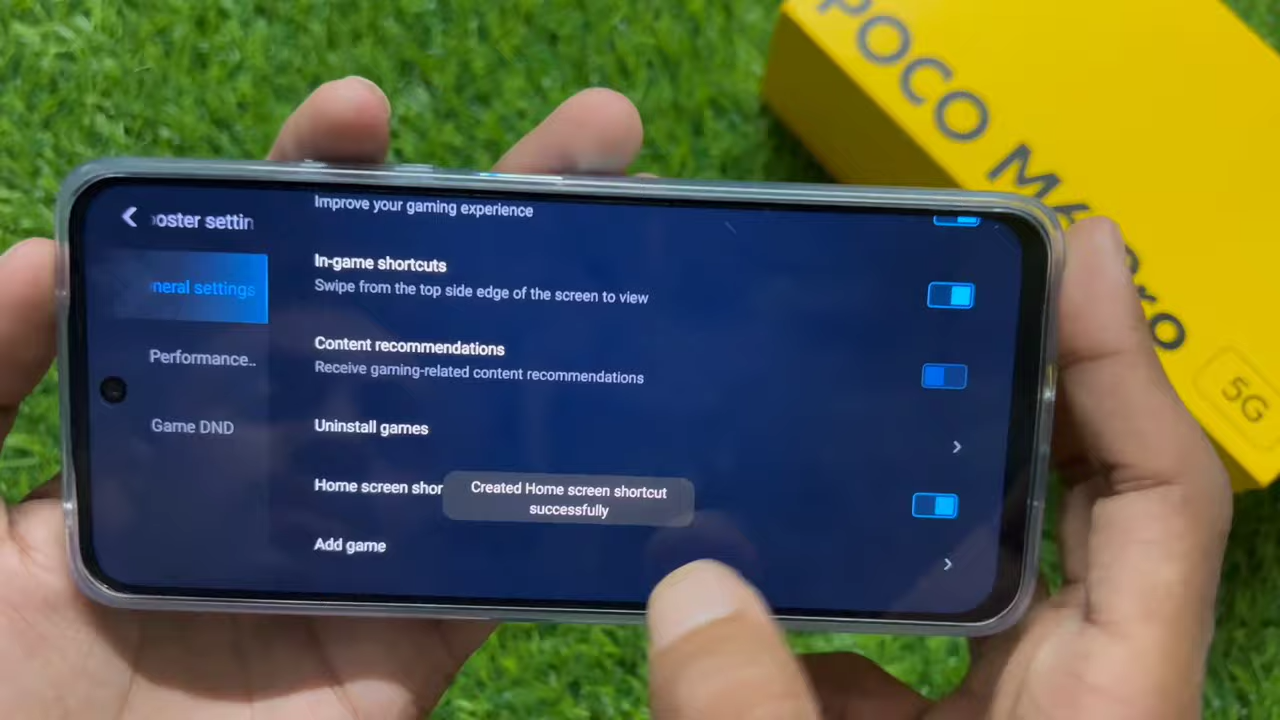 POCO M4 Pro
5G
oster settin
neral settings
Performance..
Game DND
Improve your gaming experience
In-game shortcuts
Swipe from the top side edge of the screen to view
Content recommendations
Receive gaming-related content recommendations
Uninstall games
Home screen shor
Created Home screen shortcut
successfully
Add game